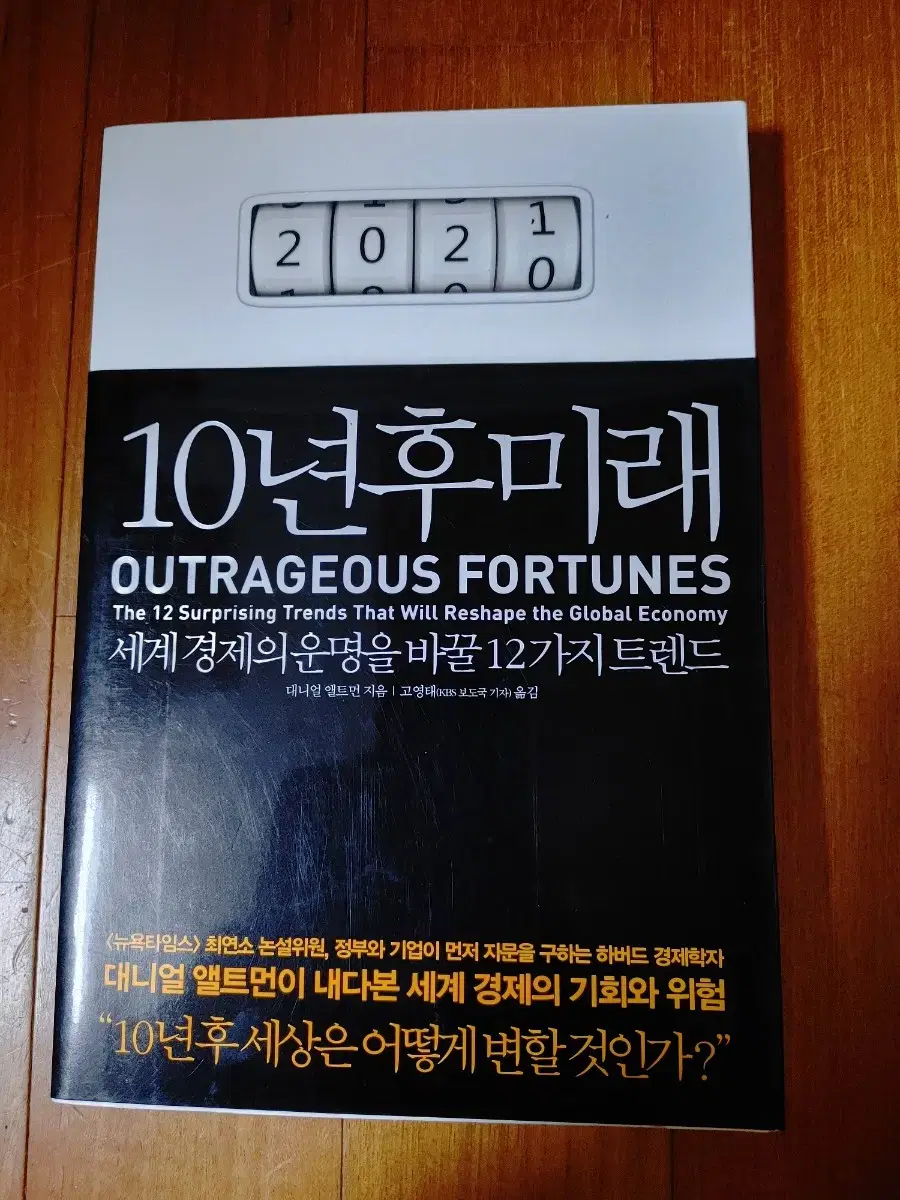 2 0 2 1
0
10년후미래
OUTRAGEOUS FORTUNES
The 12 Surprising Trends That Will Reshape the Global Economy
세계 경제의 운명을 바꿀 12가지 트렌드
대니얼 앨트먼 지음 | 고영태(KBS 보도국 기자) 옮김
〈뉴욕타임스〉 최연소 논설위원, 정부와 기업이 먼저 자문을 구하는 하버드 경제학자
대니얼 앨트먼이 내다본 세계 경제의 기회와 위험
“10년후 세상은 어떻게 변할 것인가?”